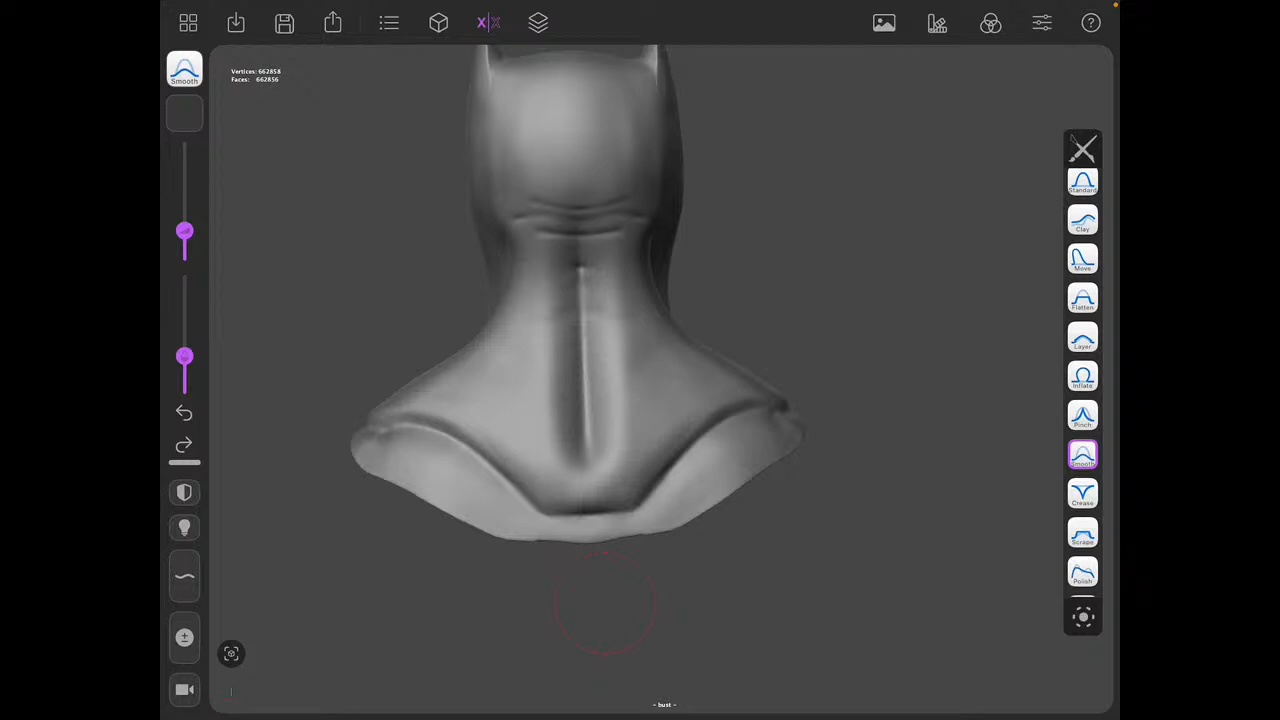 Smooth
Vertices: 662858
Faces: 662856
Standard
Clay
Move
Flatten
Layer
Inflate
Pinch
Smooth
Crease
Scrape
Polish
~ bust ~